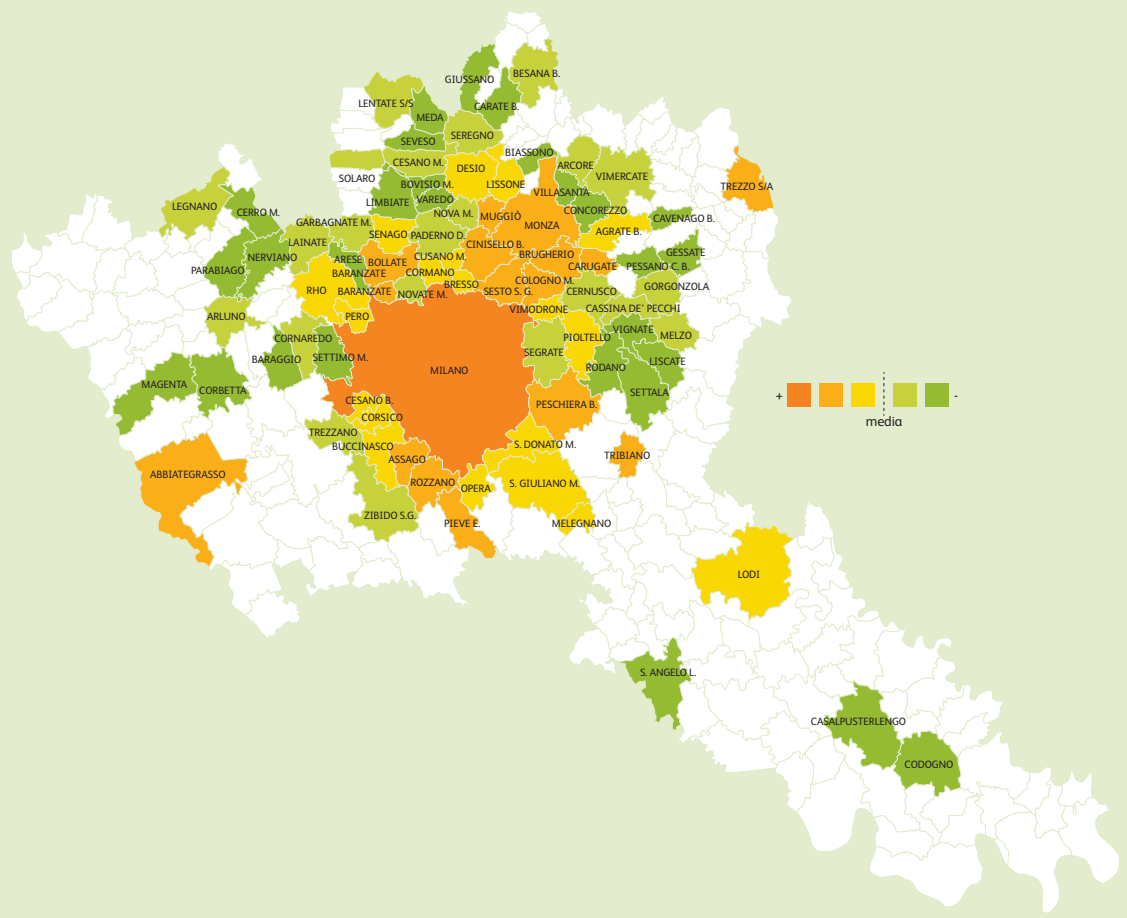 GIUSSANO
BESANA B.
LENTATE S/S
CARATE B.
MEDA
SEREGNO
SEVESO
BIASSONO
CESANO M.
DESIO
ARCORE
SOLARO
BOVISIO M.
LISSONE
VIMERCATE
TREZZO S/A
VILLASANTA
LIMBIATE
VAREDO
LEGNANO
CERRO M.
NOVA M.
MUGGIÒ
CONCOREZZO
CAVENAGO B.
GARBAGNATE M.
MONZA
SENAGO
PADERNO D.
AGRATE B.
LAINATE
CINISELLO B.
NERVIANO
ARESE
BOLLATE
CUSANO M.
BRUGHERIO
GESSATE
PARABIAGO
BARANZATE
CORMANO
CARUGATE
PESSANO C. B.
RHO
BARANZATE
NOVATE M.
BRESSO
SESTO S. G.
COLOGNO M.
CERNUSCO
GORGONZOLA
ARLUNO
PERO
VIMODRONE
CASSINA DE' PECCHI
CORNAREDO
PIOLTELLO
VIGNATE
MELZO
BARAGGIO
SETTIMO M.
SEGRATE
LISCATE
MILANO
RODANO
MAGENTA
CORBETTA
SETTALA
CESANO B.
PESCHIERA B.
+
-
CORSICO
media
TREZZANO
BUCCINASCO
S. DONATO M.
ASSAGO
TRIBIANO
ABBIATEGRASSO
ROZZANO
OPERA
S. GIULIANO M.
ZIBIDO S.G.
PIEVE E.
MELEGNANO
LODI
S. ANGELO L.
CASALPUSTERLENGO
CODOGNO